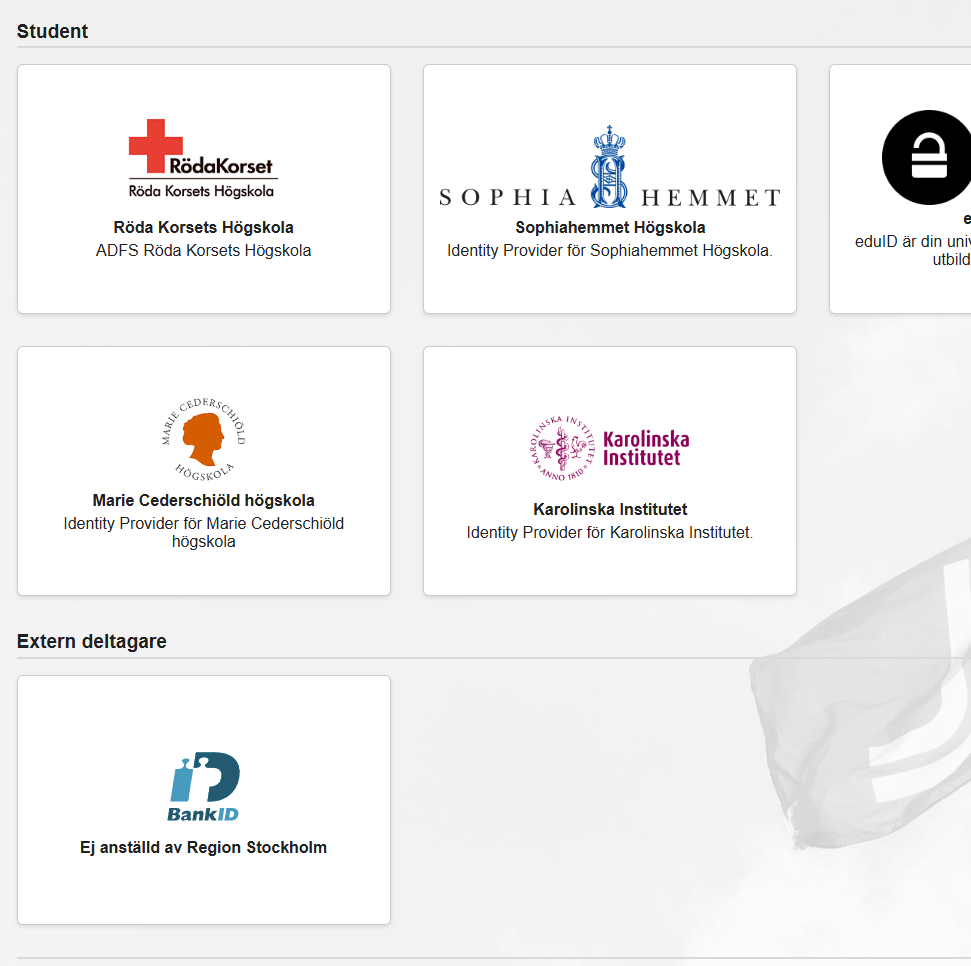 Student
RödaKorset
Röda Korsets Högskola
Röda Korsets Högskola
ADFS Röda Korsets Högskola
SOPHIA HEMMET
Sophiahemmet Högskola
Identity Provider för Sophiahemmet Högskola.
eduID är din
MARIE CEDERSCHIÖLD
HÖGSKOLA
Marie Cederschiöld högskola
Identity Provider för Marie Cederschiöld
högskola
KAROLINSKA INSTITUTET
ANNO 1810
Karolinska
Institutet
Karolinska Institutet
Identity Provider för Karolinska Institutet.
Extern deltagare
BankID
Ej anställd av Region Stockholm